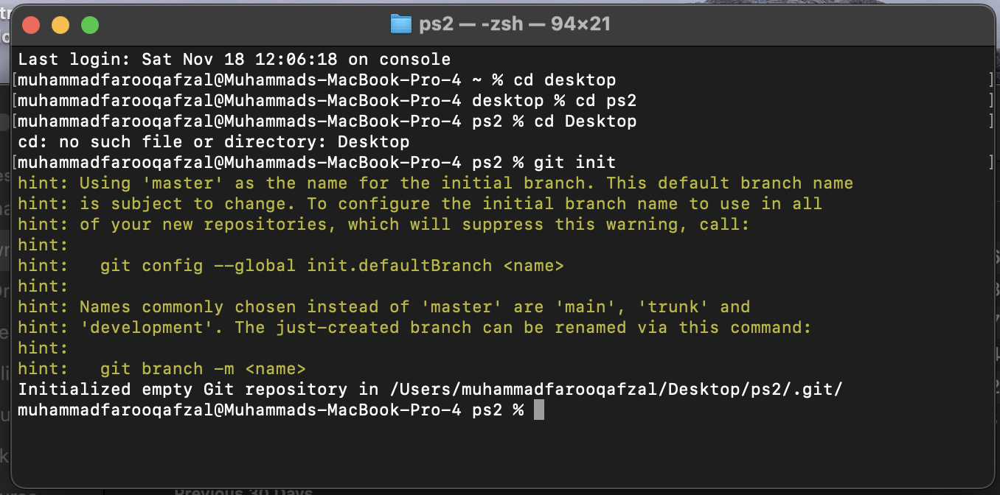 ps2 — -zsh — 94×21
Last login: Sat Nov 18 12:06:18 on console
[muhammadfarooqafzal@Muhammads-MacBook-Pro-4 ~ % cd desktop ]
[muhammadfarooqafzal@Muhammads-MacBook-Pro-4 desktop % cd ps2 ]
[muhammadfarooqafzal@Muhammads-MacBook-Pro-4 ps2 % cd Desktop ]
cd: no such file or directory: Desktop
[muhammadfarooqafzal@Muhammads-MacBook-Pro-4 ps2 % git init ]
hint: Using 'master' as the name for the initial branch. This default branch name
hint: is subject to change. To configure the initial branch name to use in all
hint: of your new repositories, which will suppress this warning, call:
hint:
hint:   git config --global init.defaultBranch <name>
hint:
hint: Names commonly chosen instead of 'master' are 'main', 'trunk' and
hint: 'development'. The just-created branch can be renamed via this command:
hint:
hint:   git branch -m <name>
Initialized empty Git repository in /Users/muhammadfarooqafzal/Desktop/ps2/.git/
muhammadfarooqafzal@Muhammads-MacBook-Pro-4 ps2 %
Previous 30 Days